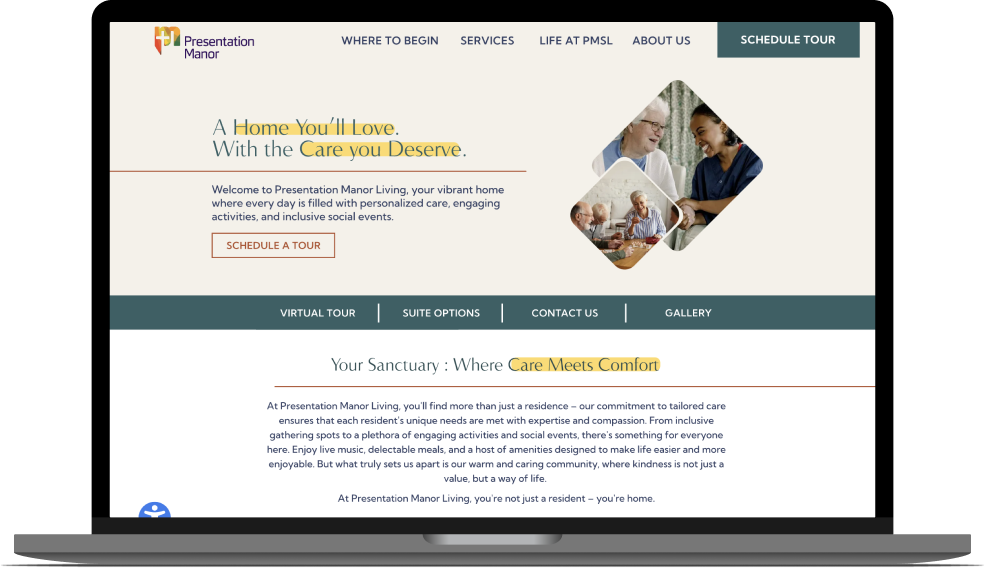 Presentation
Manor
WHERE TO BEGIN SERVICES LIFE AT PMSL ABOUT US SCHEDULE TOUR
A Home You'll Love.
With the Care you Deserve.
Welcome to Presentation Manor Living, your vibrant home
where every day is filled with personalized care, engaging
activities, and inclusive social events.
SCHEDULE A TOUR
VIRTUAL TOUR SUITE OPTIONS CONTACT US GALLERY
Your Sanctuary : Where Care Meets Comfort
At Presentation Manor Living, you'll find more than just a residence – our commitment to tailored care
ensures that each resident's unique needs are met with expertise and compassion. From inclusive
gathering spots to a plethora of engaging activities and social events, there's something for everyone
here. Enjoy live music, delectable meals, and a host of amenities designed to make life easier and more
enjoyable. But what truly sets us apart is our warm and caring community, where kindness is not just a
value, but a way of life.
At Presentation Manor Living, you're not just a resident – you're home.